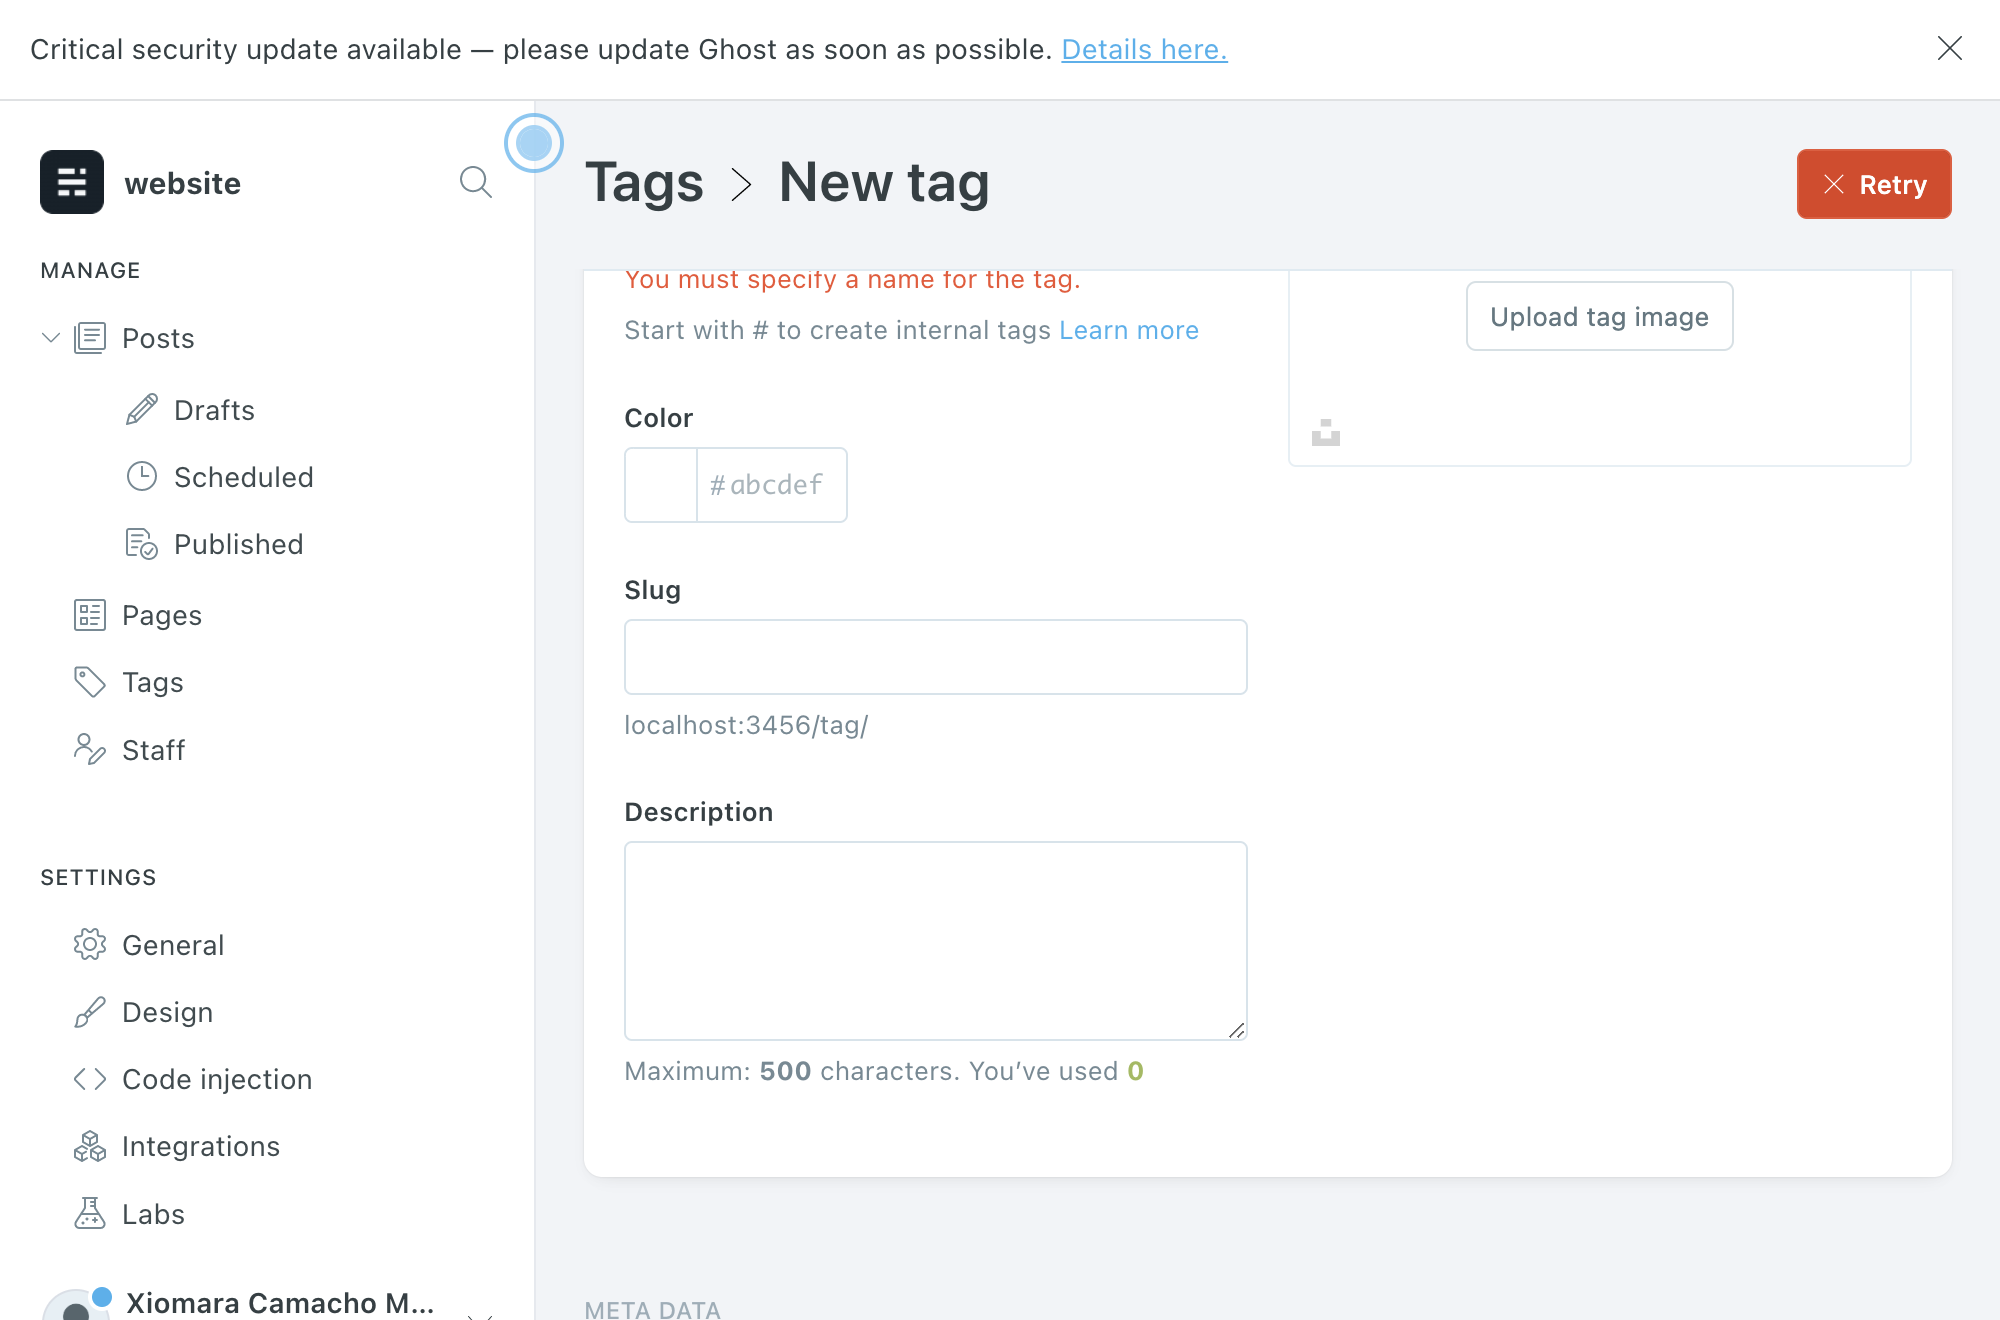 Critical security update available — please update Ghost as soon as possible. Details here.
website
MANAGE
Posts
Drafts
Scheduled
Published
Pages
Tags
Staff
SETTINGS
General
Design
Code injection
Integrations
Labs
Xiomara Camacho M...
Tags > New tag
Retry
You must specify a name for the tag.
Start with # to create internal tags Learn more
Upload tag image
Color
#abcdef
Slug
localhost:3456/tag/
Description
Maximum: 500 characters. You’ve used 0
META DATA